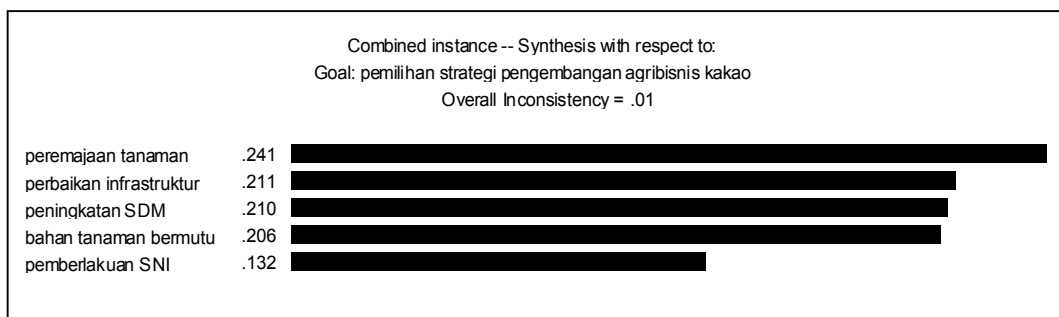 Combined instance -- Synthesis with respect to:
Goal: pemilihan strategi pengembangan agribisnis kakao
Overall Inconsistency = .01
peremajaan tanaman .241
perbaikan infrastruktur .211
peningkatan SDM .210
bahan tanaman bermutu .206
pemberlakuan SNI .132